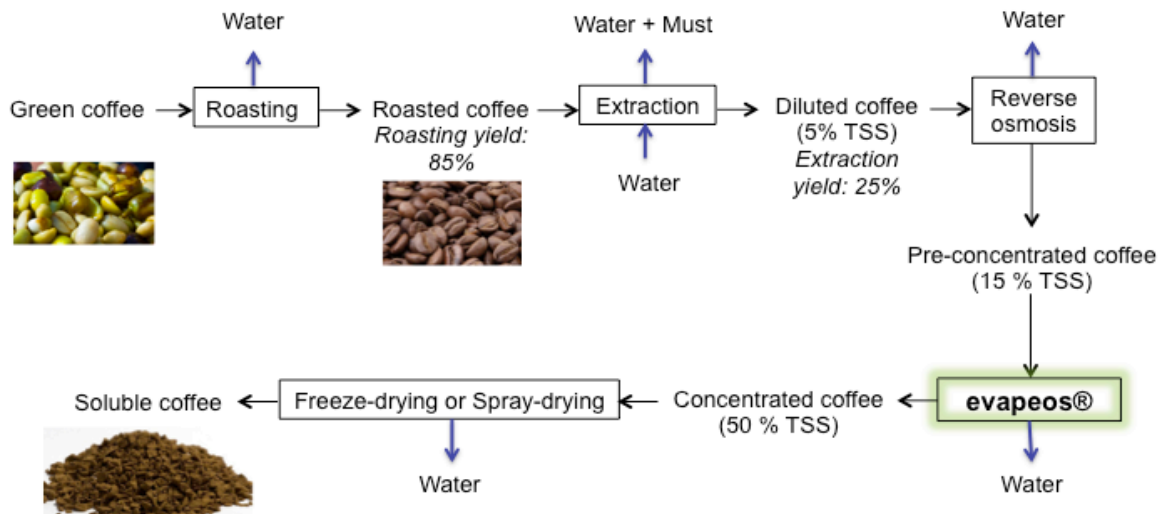 Water
Water + Must
Water
Green coffee
Roasting
Roasted coffee
Roasting yield:
85%
Extraction
Water
Diluted coffee
(5% TSS)
Extraction
yield: 25%
Reverse
osmosis
Pre-concentrated coffee
(15 % TSS)
Soluble coffee
Freeze-drying or Spray-drying
Water
Concentrated coffee
(50 % TSS)
evapeos®
Water